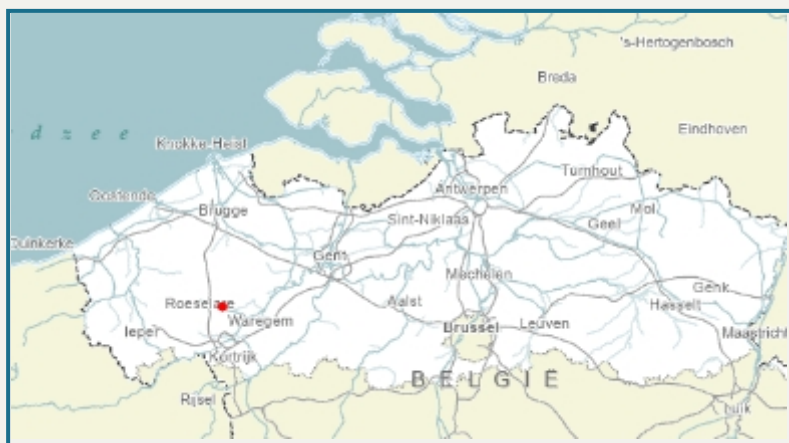 's-Hertogenbosch
Breda
d z e e
Eindhoven
Knokke-Heist
Turnhout
Antwerpen
Oostende
Mol
Brugge
Sint-Niklaas
Geel
Duinkerke
Gent
Mechelen
Genk
Roeselare
Aalst
Hasselt
Waregem
Ieper
Brussel
Leuven
Maastricht
Kortrijk
BELGIË
Rijsel
Luik